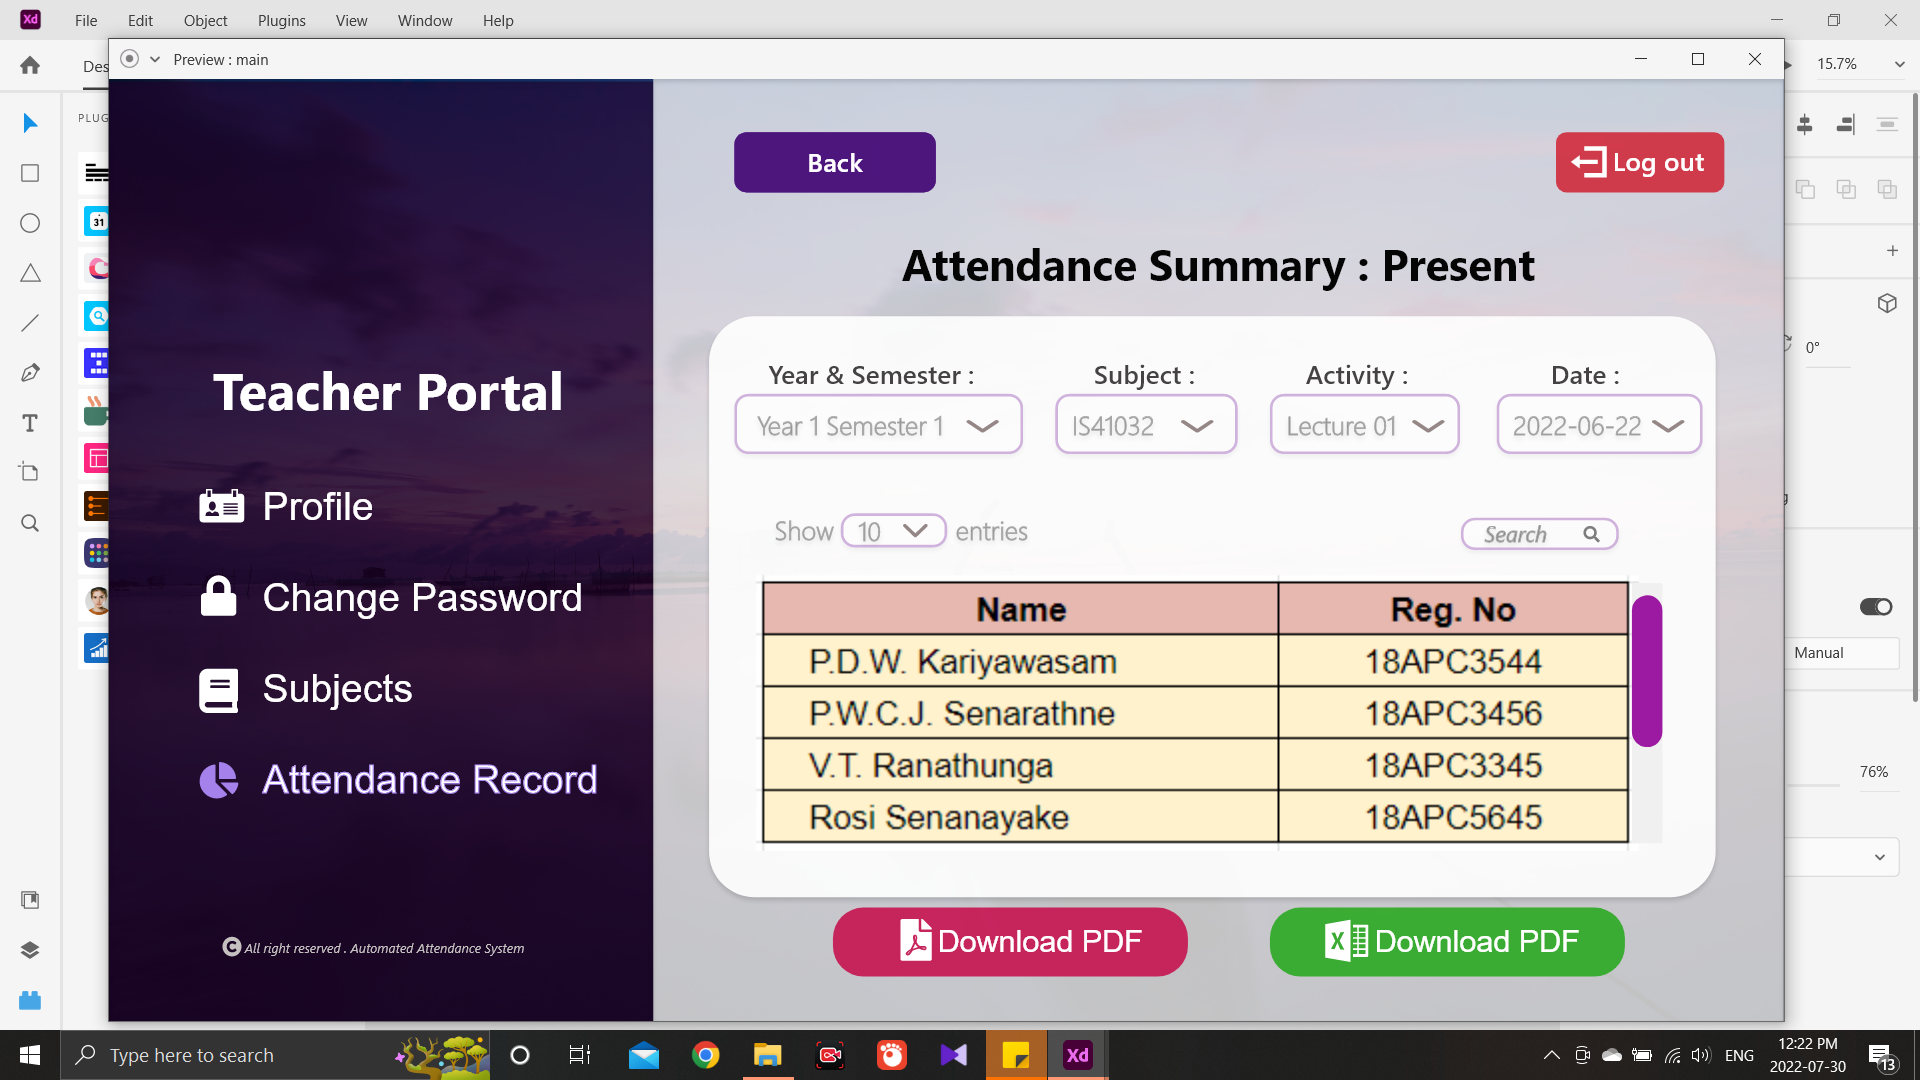 Xd File Edit Object Plugins View Window Help
Des
Preview : main
15.7%
PLUG
31
Back
Log out
Attendance Summary : Present
0°
Teacher Portal
Year & Semester : Subject : Activity : Date :
Year 1 Semester 1 IS41032 Lecture 01 2022-06-22
Profile
Show 10 entries
Search
Change Password
Name Reg. No
P.D.W. Kariyawasam 18APC3544
Manual
Subjects
P.W.C.J. Senarathne 18APC3456
V.T. Ranathunga 18APC3345
76%
Attendance Record
Rosi Senanayake 18APC5645
© All right reserved . Automated Attendance System
Download PDF
X Download PDF
Type here to search
Xd
ENG
12:22 PM
2022-07-30
13